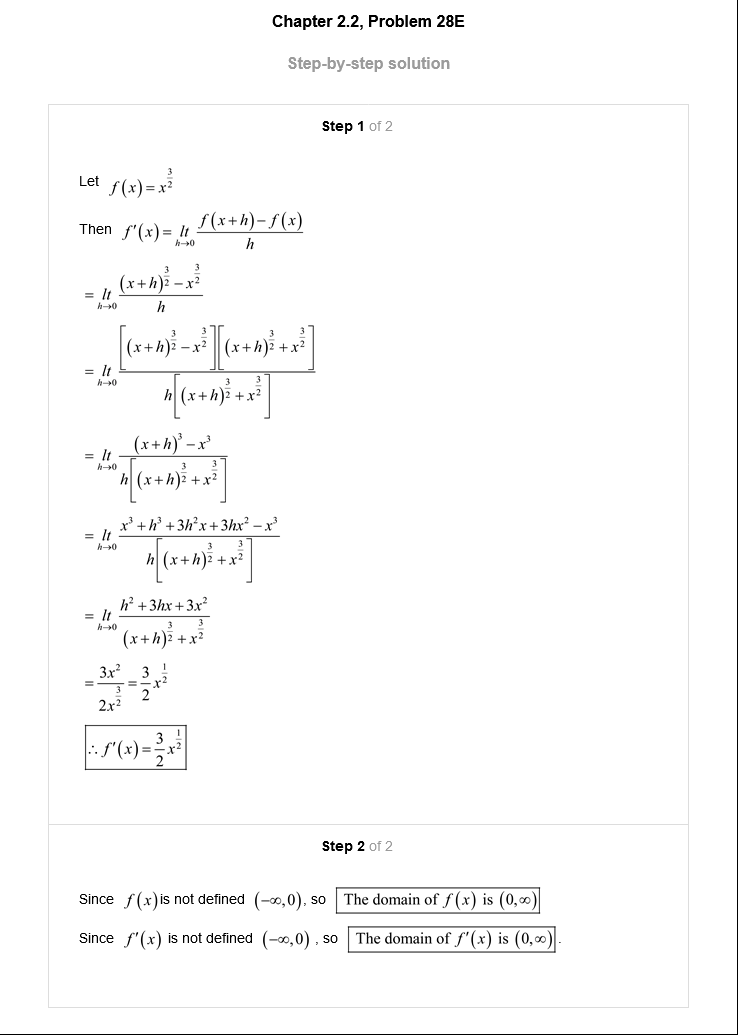 Chapter 2.2, Problem 28E
Step-by-step solution
Step 1 of 2
Let $f(x)=x^{\frac{3}{2}}$
Then $f'(x)=\underset{h\to 0}{lt}\frac{f(x+h)-f(x)}{h}$
$=\underset{h\to 0}{lt}\frac{(x+h)^{\frac{3}{2}}-x^{\frac{3}{2}}}{h}$
$=\underset{h\to 0}{lt}\frac{\left[(x+h)^{\frac{3}{2}}-x^{\frac{3}{2}}\right]\left[(x+h)^{\frac{3}{2}}+x^{\frac{3}{2}}\right]}{h\left[(x+h)^{\frac{3}{2}}+x^{\frac{3}{2}}\right]}$
$=\underset{h\to 0}{lt}\frac{(x+h)^{3}-x^{3}}{h\left[(x+h)^{\frac{3}{2}}+x^{\frac{3}{2}}\right]}$
$=\underset{h\to 0}{lt}\frac{x^{3}+h^{3}+3h^{2}x+3hx^{2}-x^{3}}{h\left[(x+h)^{\frac{3}{2}}+x^{\frac{3}{2}}\right]}$
$=\underset{h\to 0}{lt}\frac{h^{2}+3hx+3x^{2}}{(x+h)^{\frac{3}{2}}+x^{\frac{3}{2}}}$
$=\frac{3x^{2}}{2x^{\frac{3}{2}}}=\frac{3}{2}x^{\frac{1}{2}}$
$\therefore f'(x)=\frac{3}{2}x^{\frac{1}{2}}$
Step 2 of 2
Since $f(x)$ is not defined $(-\infty,0)$, so The domain of $f(x)$ is $(0,\infty)$
Since $f'(x)$ is not defined $(-\infty,0)$ , so The domain of $f'(x)$ is $(0,\infty)$.